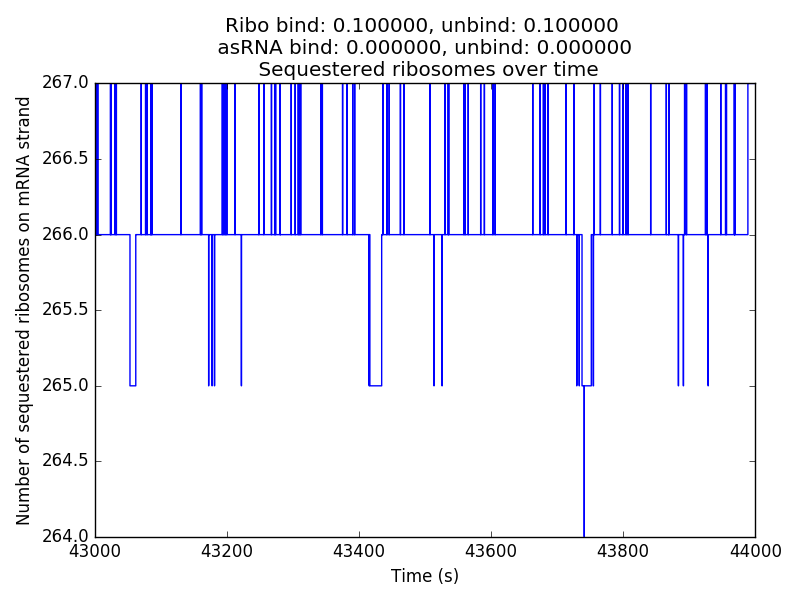 Ribo bind: 0.100000, unbind: 0.100000
asRNA bind: 0.000000, unbind: 0.000000
Sequestered ribosomes over time
Number of sequestered ribosomes on mRNA strand
267.0
266.5
266.0
265.5
265.0
264.5
264.0
43000 43200 43400 43600 43800 44000
Time (s)